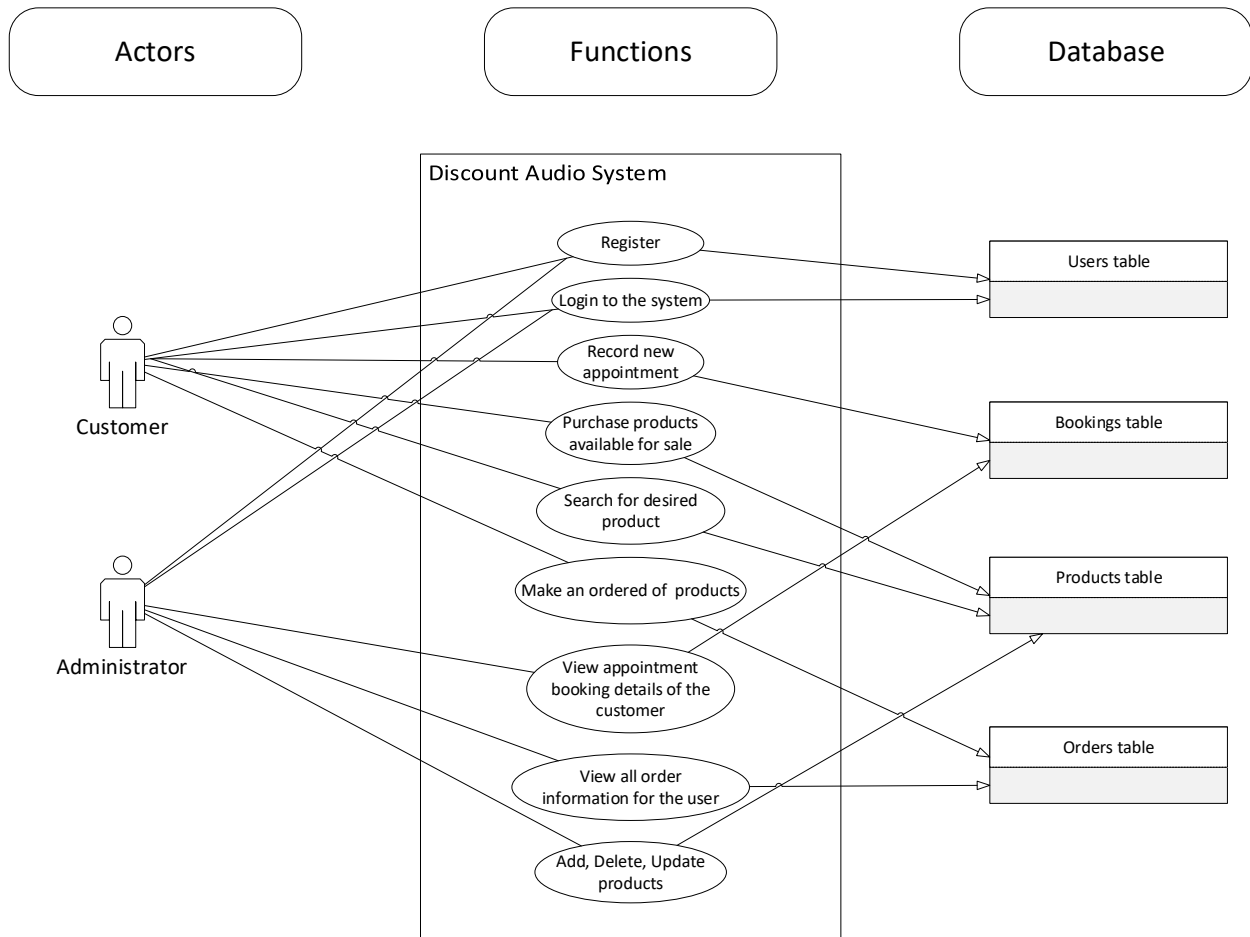 Actors
Functions
Database
Discount Audio System
Register
Users table
Login to the system
Record new
appointment
Customer
Purchase products
available for sale
Bookings table
Search for desired
product
Make an ordered of  products
Products table
Administrator
View appointment
booking details of the
customer
View all order
information for the user
Orders table
Add, Delete, Update
products